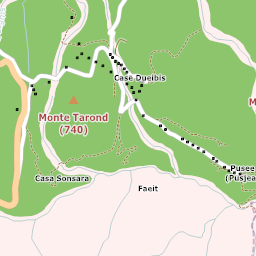 Case Dueibis
Monte Tarond
(740)
M
Pusee
(Pusjea
Casa Sonsara
Faeit